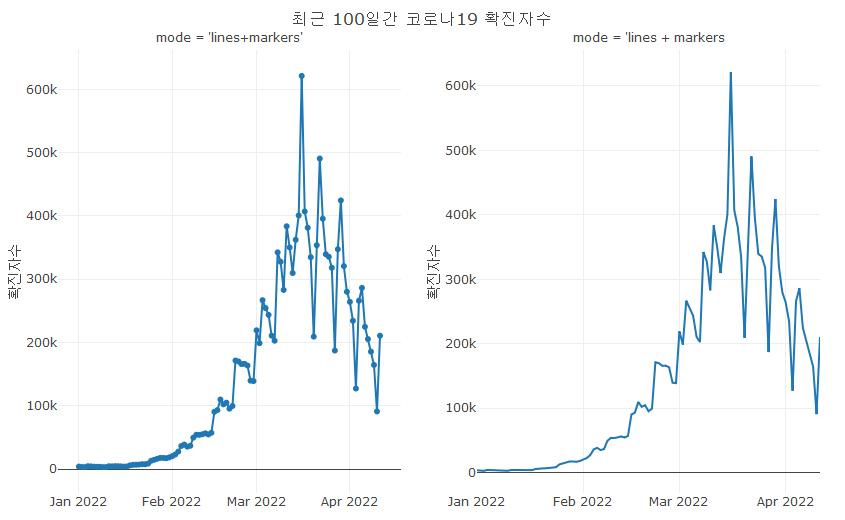 최근 100일간 코로나19 확진자수
mode = 'lines+markers'
mode = 'lines + markers
확진자수
600k
500k
400k
300k
200k
100k
0
Jan 2022
Feb 2022
Mar 2022
Apr 2022
확진자수
600k
500k
400k
300k
200k
100k
0
Jan 2022
Feb 2022
Mar 2022
Apr 2022